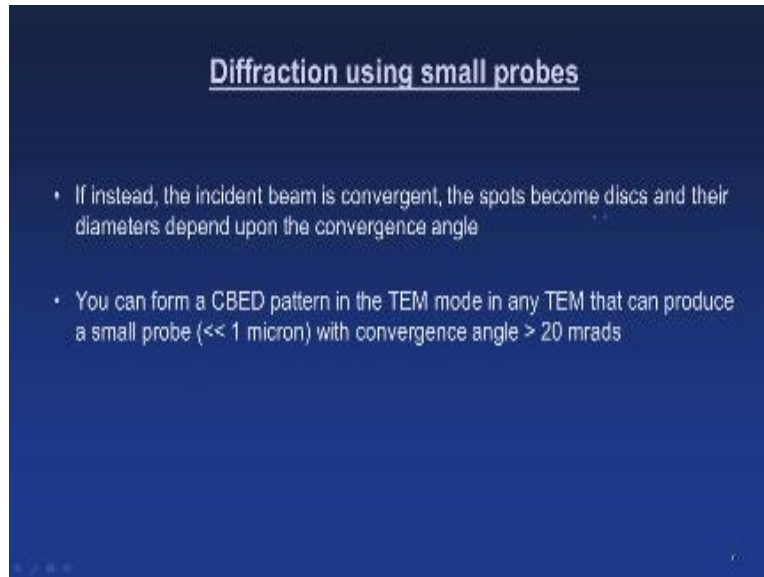 Diffraction using small probes
• If instead, the incident beam is convergent, the spots become discs and their
diameters depend upon the convergence angle
• You can form a CBED pattern in the TEM mode in any TEM that can produce
a small probe (<< 1 micron) with convergence angle > 20 mrads